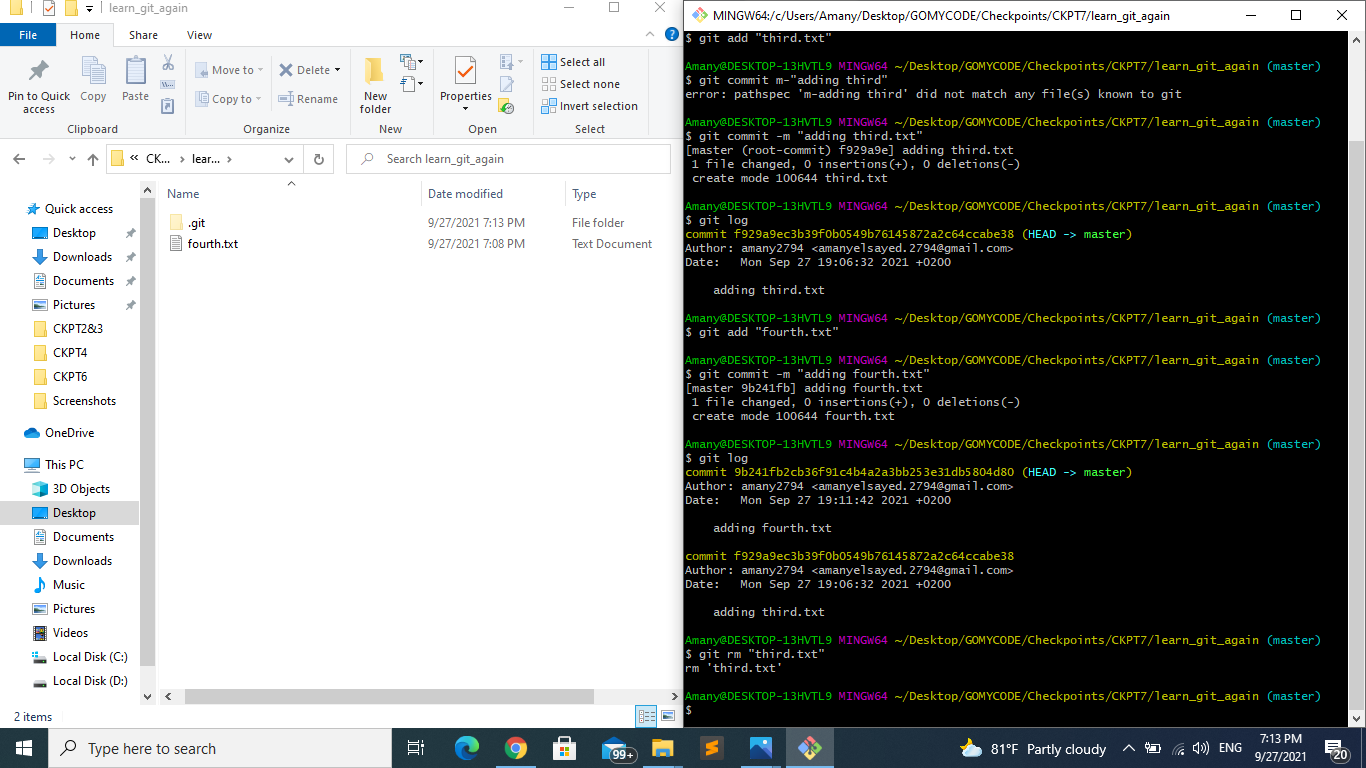 learn_git_again
File Home Share View
Pin to Quick access
Copy
Paste
Clipboard
Move to
Copy to
Delete
Rename
Organize
New folder
New
Properties
Open
Select all
Select none
Invert selection
Select
CK... learn...
Search learn_git_again
Quick access
Desktop
Downloads
Documents
Pictures
CKPT2&3
CKPT4
CKPT6
Screenshots
OneDrive
This PC
3D Objects
Desktop
Documents
Downloads
Music
Pictures
Videos
Local Disk (C:)
Local Disk (D:)
Name Date modified Type
.git 9/27/2021 7:13 PM File folder
fourth.txt 9/27/2021 7:08 PM Text Document
2 items
MINGW64:/c/Users/Amany/Desktop/GOMYCODE/Checkpoints/CKPT7/learn_git_again
$ git add "third.txt"
Amany@DESKTOP-13HVTL9 MINGW64 ~/Desktop/GOMYCODE/Checkpoints/CKPT7/learn_git_again (master)
$ git commit m-"adding third"
error: pathspec 'm-adding third' did not match any file(s) known to git
Amany@DESKTOP-13HVTL9 MINGW64 ~/Desktop/GOMYCODE/Checkpoints/CKPT7/learn_git_again (master)
$ git commit -m "adding third.txt"
[master (root-commit) f929a9e] adding third.txt
1 file changed, 0 insertions(+), 0 deletions(-)
create mode 100644 third.txt
Amany@DESKTOP-13HVTL9 MINGW64 ~/Desktop/GOMYCODE/Checkpoints/CKPT7/learn_git_again (master)
$ git log
commit f929a9ec3b39f0b0549b76145872a2c64ccabe38 (HEAD -> master)
Author: amany2794 <amanyelsayed.2794@gmail.com>
Date: Mon Sep 27 19:06:32 2021 +0200
adding third.txt
Amany@DESKTOP-13HVTL9 MINGW64 ~/Desktop/GOMYCODE/Checkpoints/CKPT7/learn_git_again (master)
$ git add "fourth.txt"
Amany@DESKTOP-13HVTL9 MINGW64 ~/Desktop/GOMYCODE/Checkpoints/CKPT7/learn_git_again (master)
$ git commit -m "adding fourth.txt"
[master 9b241fb] adding fourth.txt
1 file changed, 0 insertions(+), 0 deletions(-)
create mode 100644 fourth.txt
Amany@DESKTOP-13HVTL9 MINGW64 ~/Desktop/GOMYCODE/Checkpoints/CKPT7/learn_git_again (master)
$ git log
commit 9b241fb2cb36f91c4b4a2a3bb253e31db5804d80 (HEAD -> master)
Author: amany2794 <amanyelsayed.2794@gmail.com>
Date: Mon Sep 27 19:11:42 2021 +0200
adding fourth.txt
commit f929a9ec3b39f0b0549b76145872a2c64ccabe38
Author: amany2794 <amanyelsayed.2794@gmail.com>
Date: Mon Sep 27 19:06:32 2021 +0200
adding third.txt
Amany@DESKTOP-13HVTL9 MINGW64 ~/Desktop/GOMYCODE/Checkpoints/CKPT7/learn_git_again (master)
$ git rm "third.txt"
rm 'third.txt'
Amany@DESKTOP-13HVTL9 MINGW64 ~/Desktop/GOMYCODE/Checkpoints/CKPT7/learn_git_again (master)
$
Type here to search
99+
81°F Partly cloudy
ENG
7:13 PM
9/27/2021
20